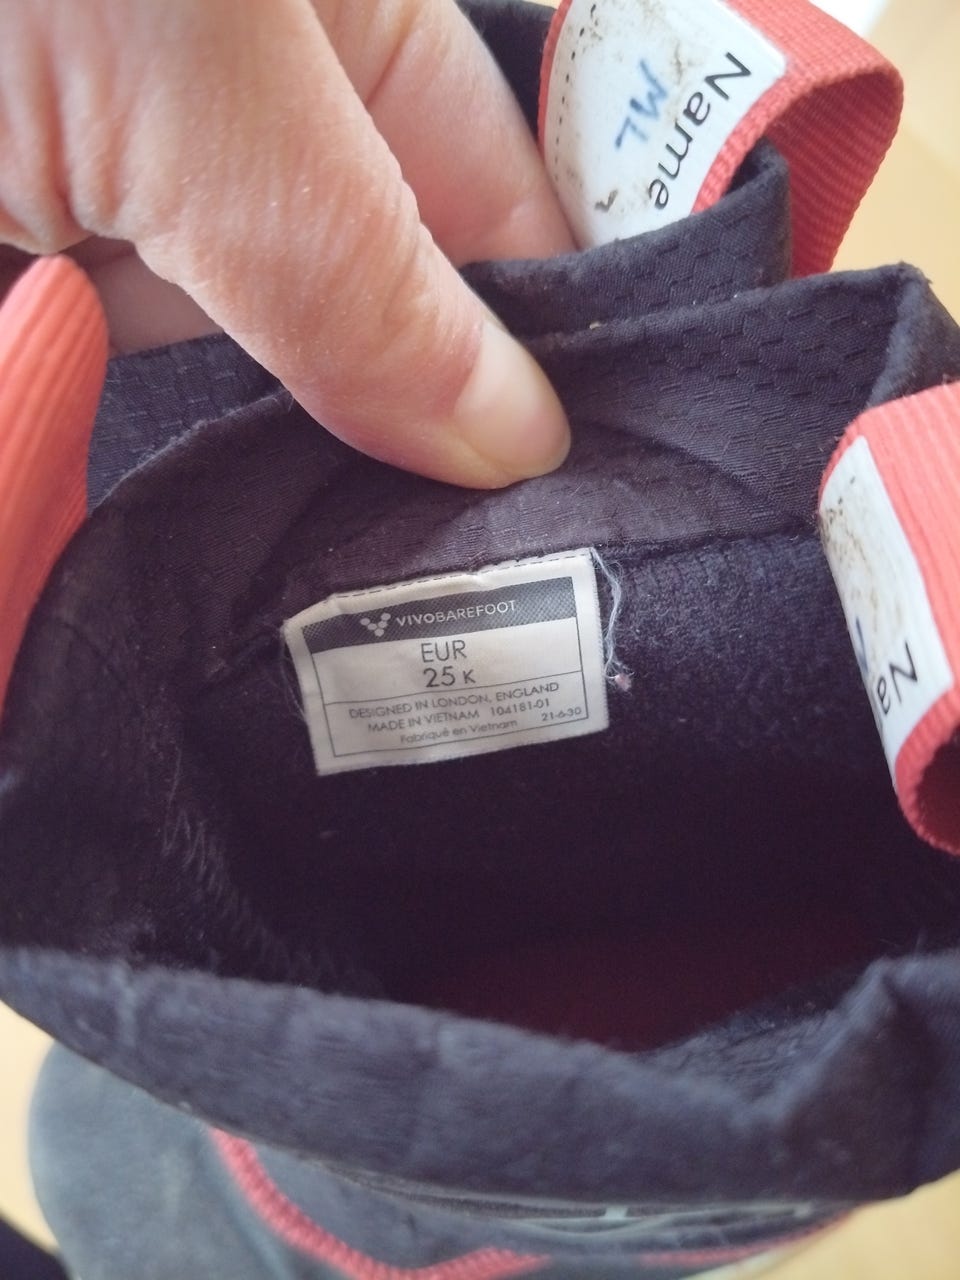 Name
ML
VIVOBAREFOOT
EUR
25 K
DESIGNED IN LONDON, ENGLAND
MADE IN VIETNAM 104181-01
Fabriqué en Vietnam 21-6-30
Na